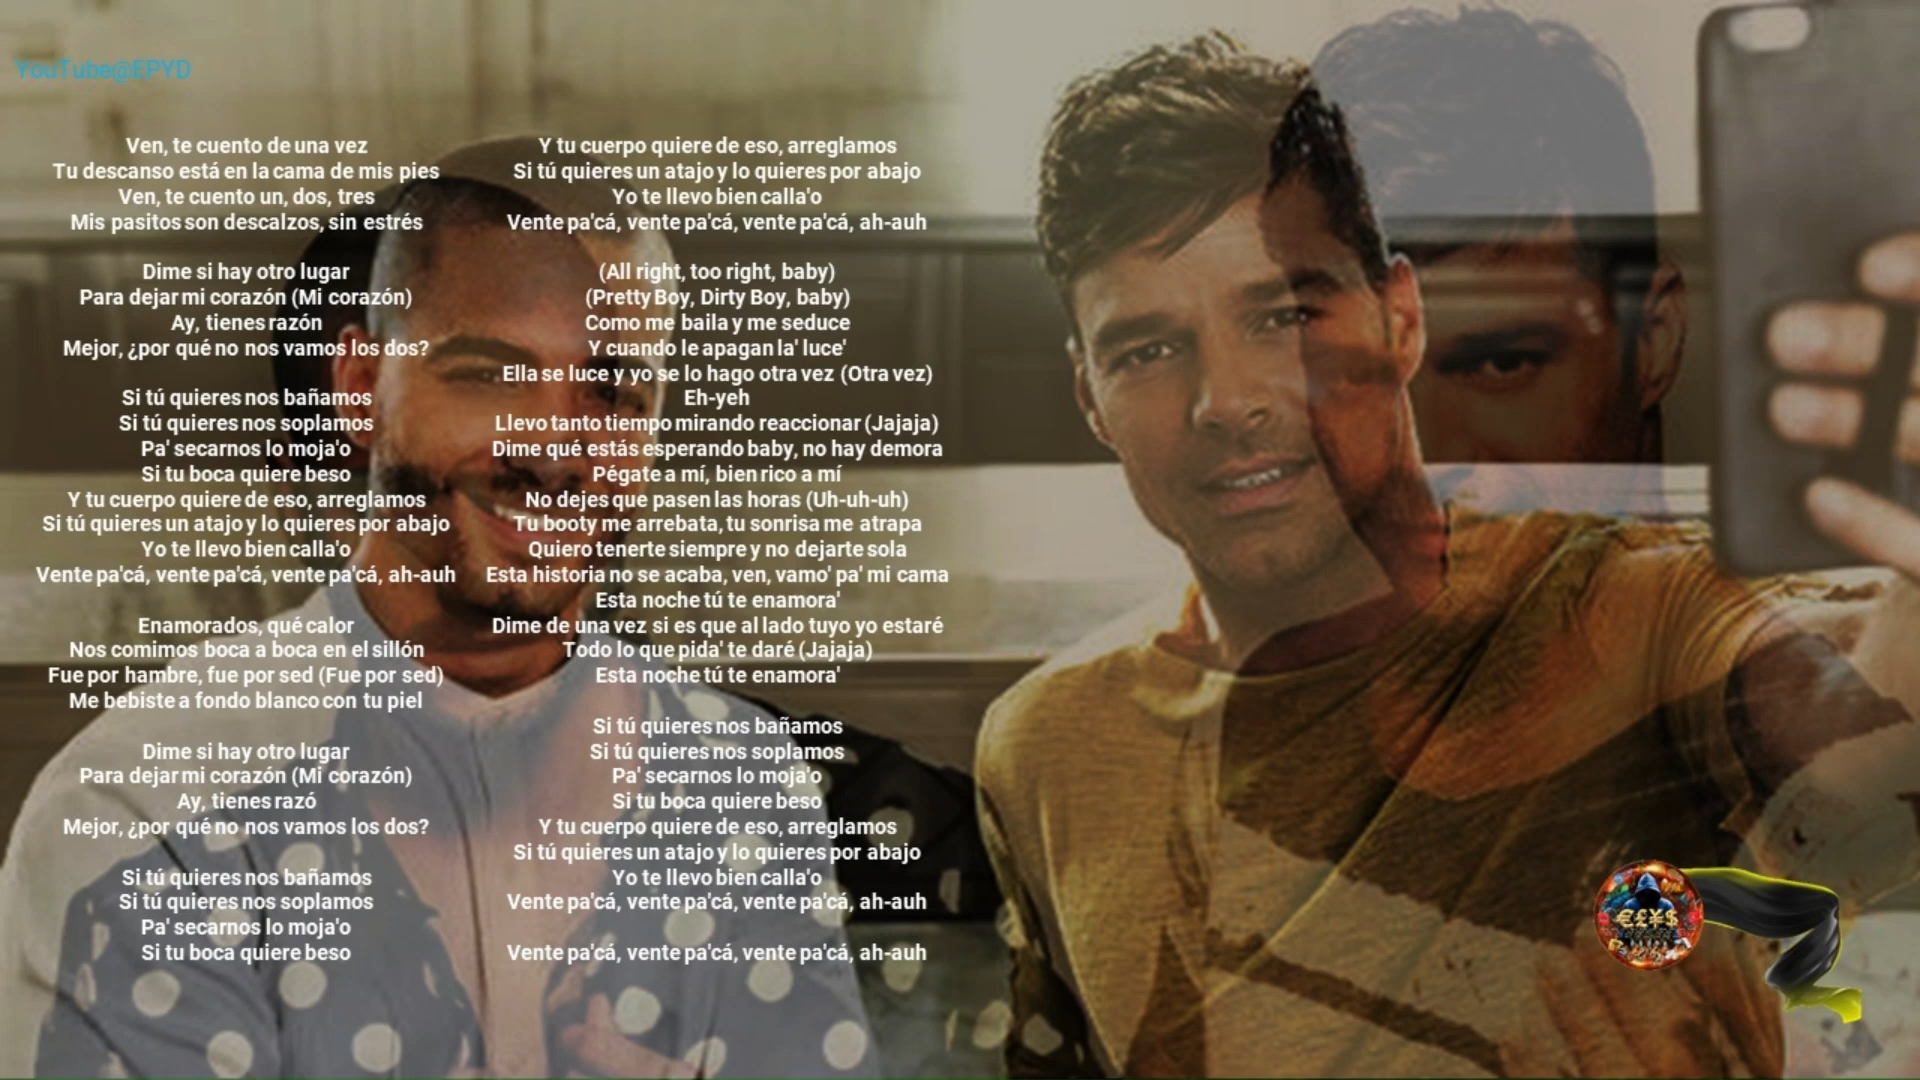 YouTube@EPYD
Ven, te cuento de una vez
Tu descanso está en la cama de mis pies
Ven, te cuento un, dos, tres
Mis pasitos son descalzos, sin estrés
Dime si hay otro lugar
Para dejar mi corazón (Mi corazón)
Ay, tienes razón
Mejor, ¿por qué no nos vamos los dos?
Si tú quieres nos bañamos
Si tú quieres nos soplamos
Pa' secarnos lo moja'o
Si tu boca quiere beso
Y tu cuerpo quiere de eso, arreglamos
Si tú quieres un atajo y lo quieres por abajo
Yo te llevo bien calla'o
Vente pa'cá, vente pa'cá, vente pa'cá, ah-auh
Enamorados, qué calor
Nos comimos boca a boca en el sillón
Fue por hambre, fue por sed (Fue por sed)
Me bebiste a fondo blanco con tu piel
Dime si hay otro lugar
Para dejar mi corazón (Mi corazón)
Ay, tienes razó
Mejor, ¿por qué no nos vamos los dos?
Si tú quieres nos bañamos
Si tú quieres nos soplamos
Pa' secarnos lo moja'o
Si tu boca quiere beso
Y tu cuerpo quiere de eso, arreglamos
Si tú quieres un atajo y lo quieres por abajo
Yo te llevo bien calla'o
Vente pa'cá, vente pa'cá, vente pa'cá, ah-auh
(All right, too right, baby)
(Pretty Boy, Dirty Boy, baby)
Como me baila y me seduce
Y cuando le apagan la' luce'
Ella se luce y yo se lo hago otra vez (Otra vez)
Eh-yeh
Llevo tanto tiempo mirando reaccionar (Jajaja)
Dime qué estás esperando baby, no hay demora
Pégate a mí, bien rico a mí
No dejes que pasen las horas (Uh-uh-uh)
Tu booty me arrebata, tu sonrisa me atrapa
Quiero tenerte siempre y no dejarte sola
Esta historia no se acaba, ven, vamo' pa' mi cama
Esta noche tú te enamora'
Dime de una vez si es que al lado tuyo yo estaré
Todo lo que pida' te daré (Jajaja)
Esta noche tú te enamora'
Si tú quieres nos bañamos
Si tú quieres nos soplamos
Pa' secarnos lo moja'o
Si tu boca quiere beso
Y tu cuerpo quiere de eso, arreglamos
Si tú quieres un atajo y lo quieres por abajo
Yo te llevo bien calla'o
Vente pa'cá, vente pa'cá, vente pa'cá, ah-auh
Vente pa'cá, vente pa'cá, vente pa'cá, ah-auh
€£¥$